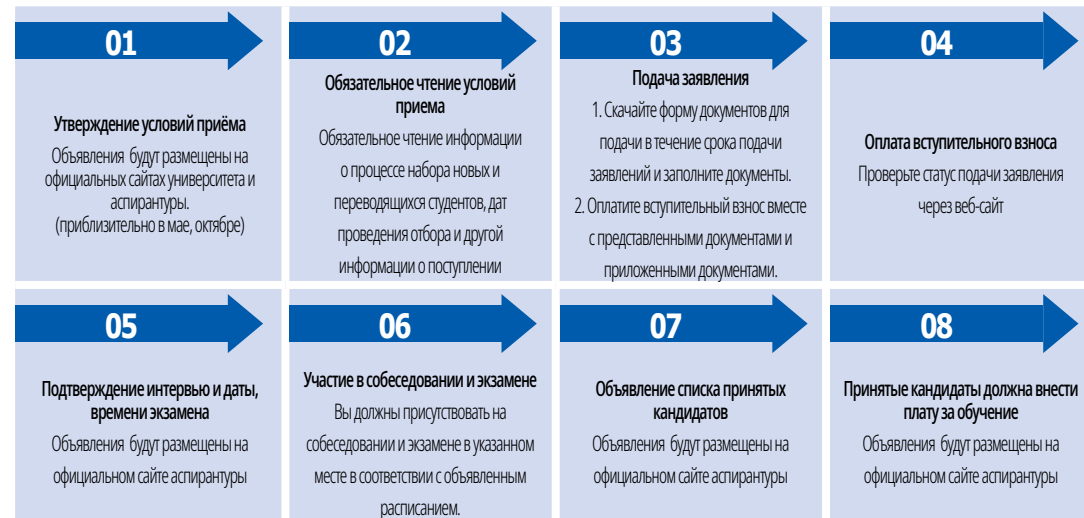 01
Утверждение условий приёма
Объявления будут размещены на
официальных сайтах университета и
аспирантуры.
(приблизительно в мае, октябре)
02
Обязательное чтение условий
приема
Обязательное чтение информации
о процессе набора новых и
переводящихся студентов, дат
проведения отбора и другой
информации о поступлении
03
Подача заявления
1. Скачайте форму документов для
подачи в течение срока подачи
заявлений и заполните документы.
2. Оплатите вступительный взнос вместе
с представленными документами и
приложенными документами.
04
Оплата вступительного взноса
Проверьте статус подачи заявления
через веб-сайт
05
Подтверждение интервью и даты,
времени экзамена
Объявления будут размещены на
официальном сайте аспирантуры
06
Участие в собеседовании и экзамене
Вы должны присутствовать на
собеседовании и экзамене в указанном
месте в соответствии с объявленным
расписанием.
07
Объявление списка принятых
кандидатов
Объявления будут размещены на
официальном сайте аспирантуры
08
Принятые кандидаты должна внести
плату за обучение
Объявления будут размещены на
официальном сайте аспирантуры